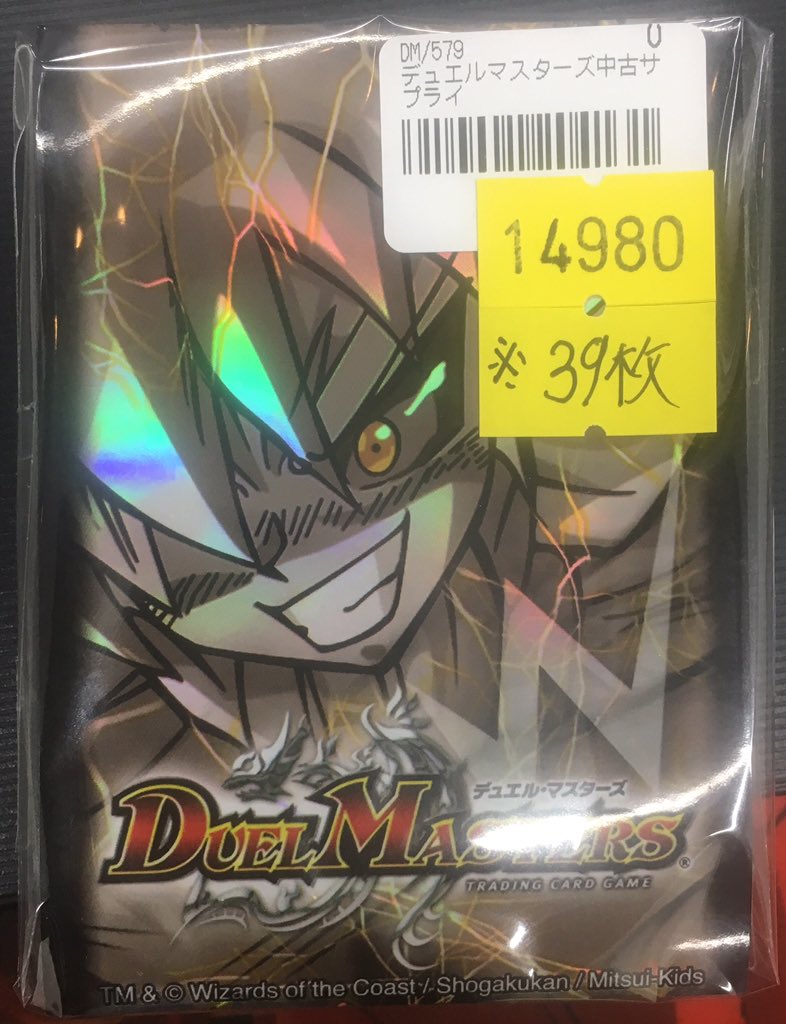 DM/579
0
デュエルマスターズ中古サ
プライ
14980
※ 39枚
デュエル・マスターズ
DUEL MASTERS®
TRADING CARD GAME
TM & © Wizards of the Coast / Shogakukan / Mitsui-Kids